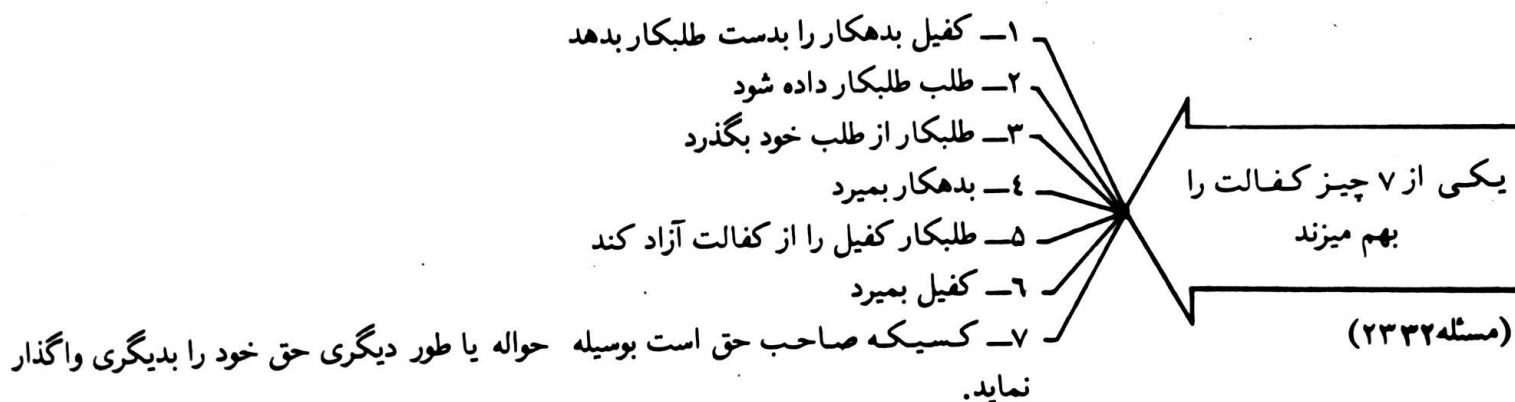 یکی از ۷ چیز کفالت را
بهم میزند
(مسئله۲۳۳۲)
۱ــ کفیل بدهکار را بدست طلبکار بدهد
۲ــ طلب طلبکار داده شود
۳ــ طلبکار از طلب خود بگذرد
٤ــ بدهکار بمیرد
۵ــ طلبکار کفیل را از کفالت آزاد کند
٦ــ کفیل بمیرد
۷ــ کسیکه صاحب حق است بوسیله حواله یا طور دیگری حق خود را بدیگری واگذار
نماید.